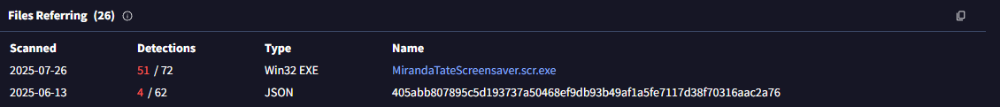 Files Referring (26)
Scanned Detections Type Name
2025-07-26 51 / 72 Win32 EXE MirandaTateScreensaver.scr.exe
2025-06-13 4 / 62 JSON 405abb807895c5d193737a50468ef9db93b49af1a5fe7117d38f70316aac2a76